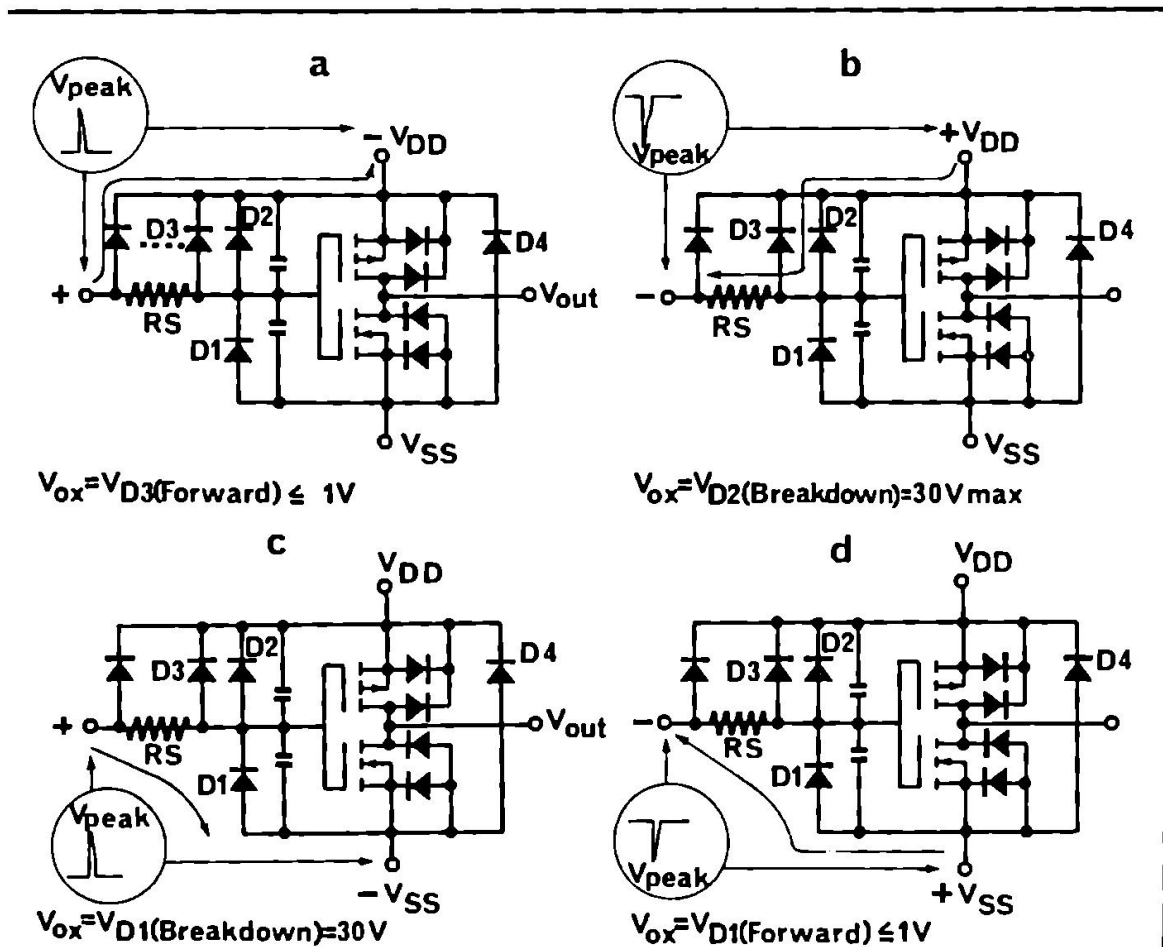 a
Vpeak
- VDD
D3
D2
D4
+
RS
Vout
D1
VSS
Vox=VD3(Forward) ≦ 1V
b
Vpeak
+VDD
D3
D2
D4
-
RS
D1
VSS
Vox=VD2(Breakdown)=30V max
c
VDD
D3
D2
D4
+
RS
Vout
D1
Vpeak
- VSS
Vox=VD1(Breakdown)=30V
d
VDD
D3
D2
D4
-
RS
D1
Vpeak
+ VSS
Vox=VD1(Forward) ≦1V